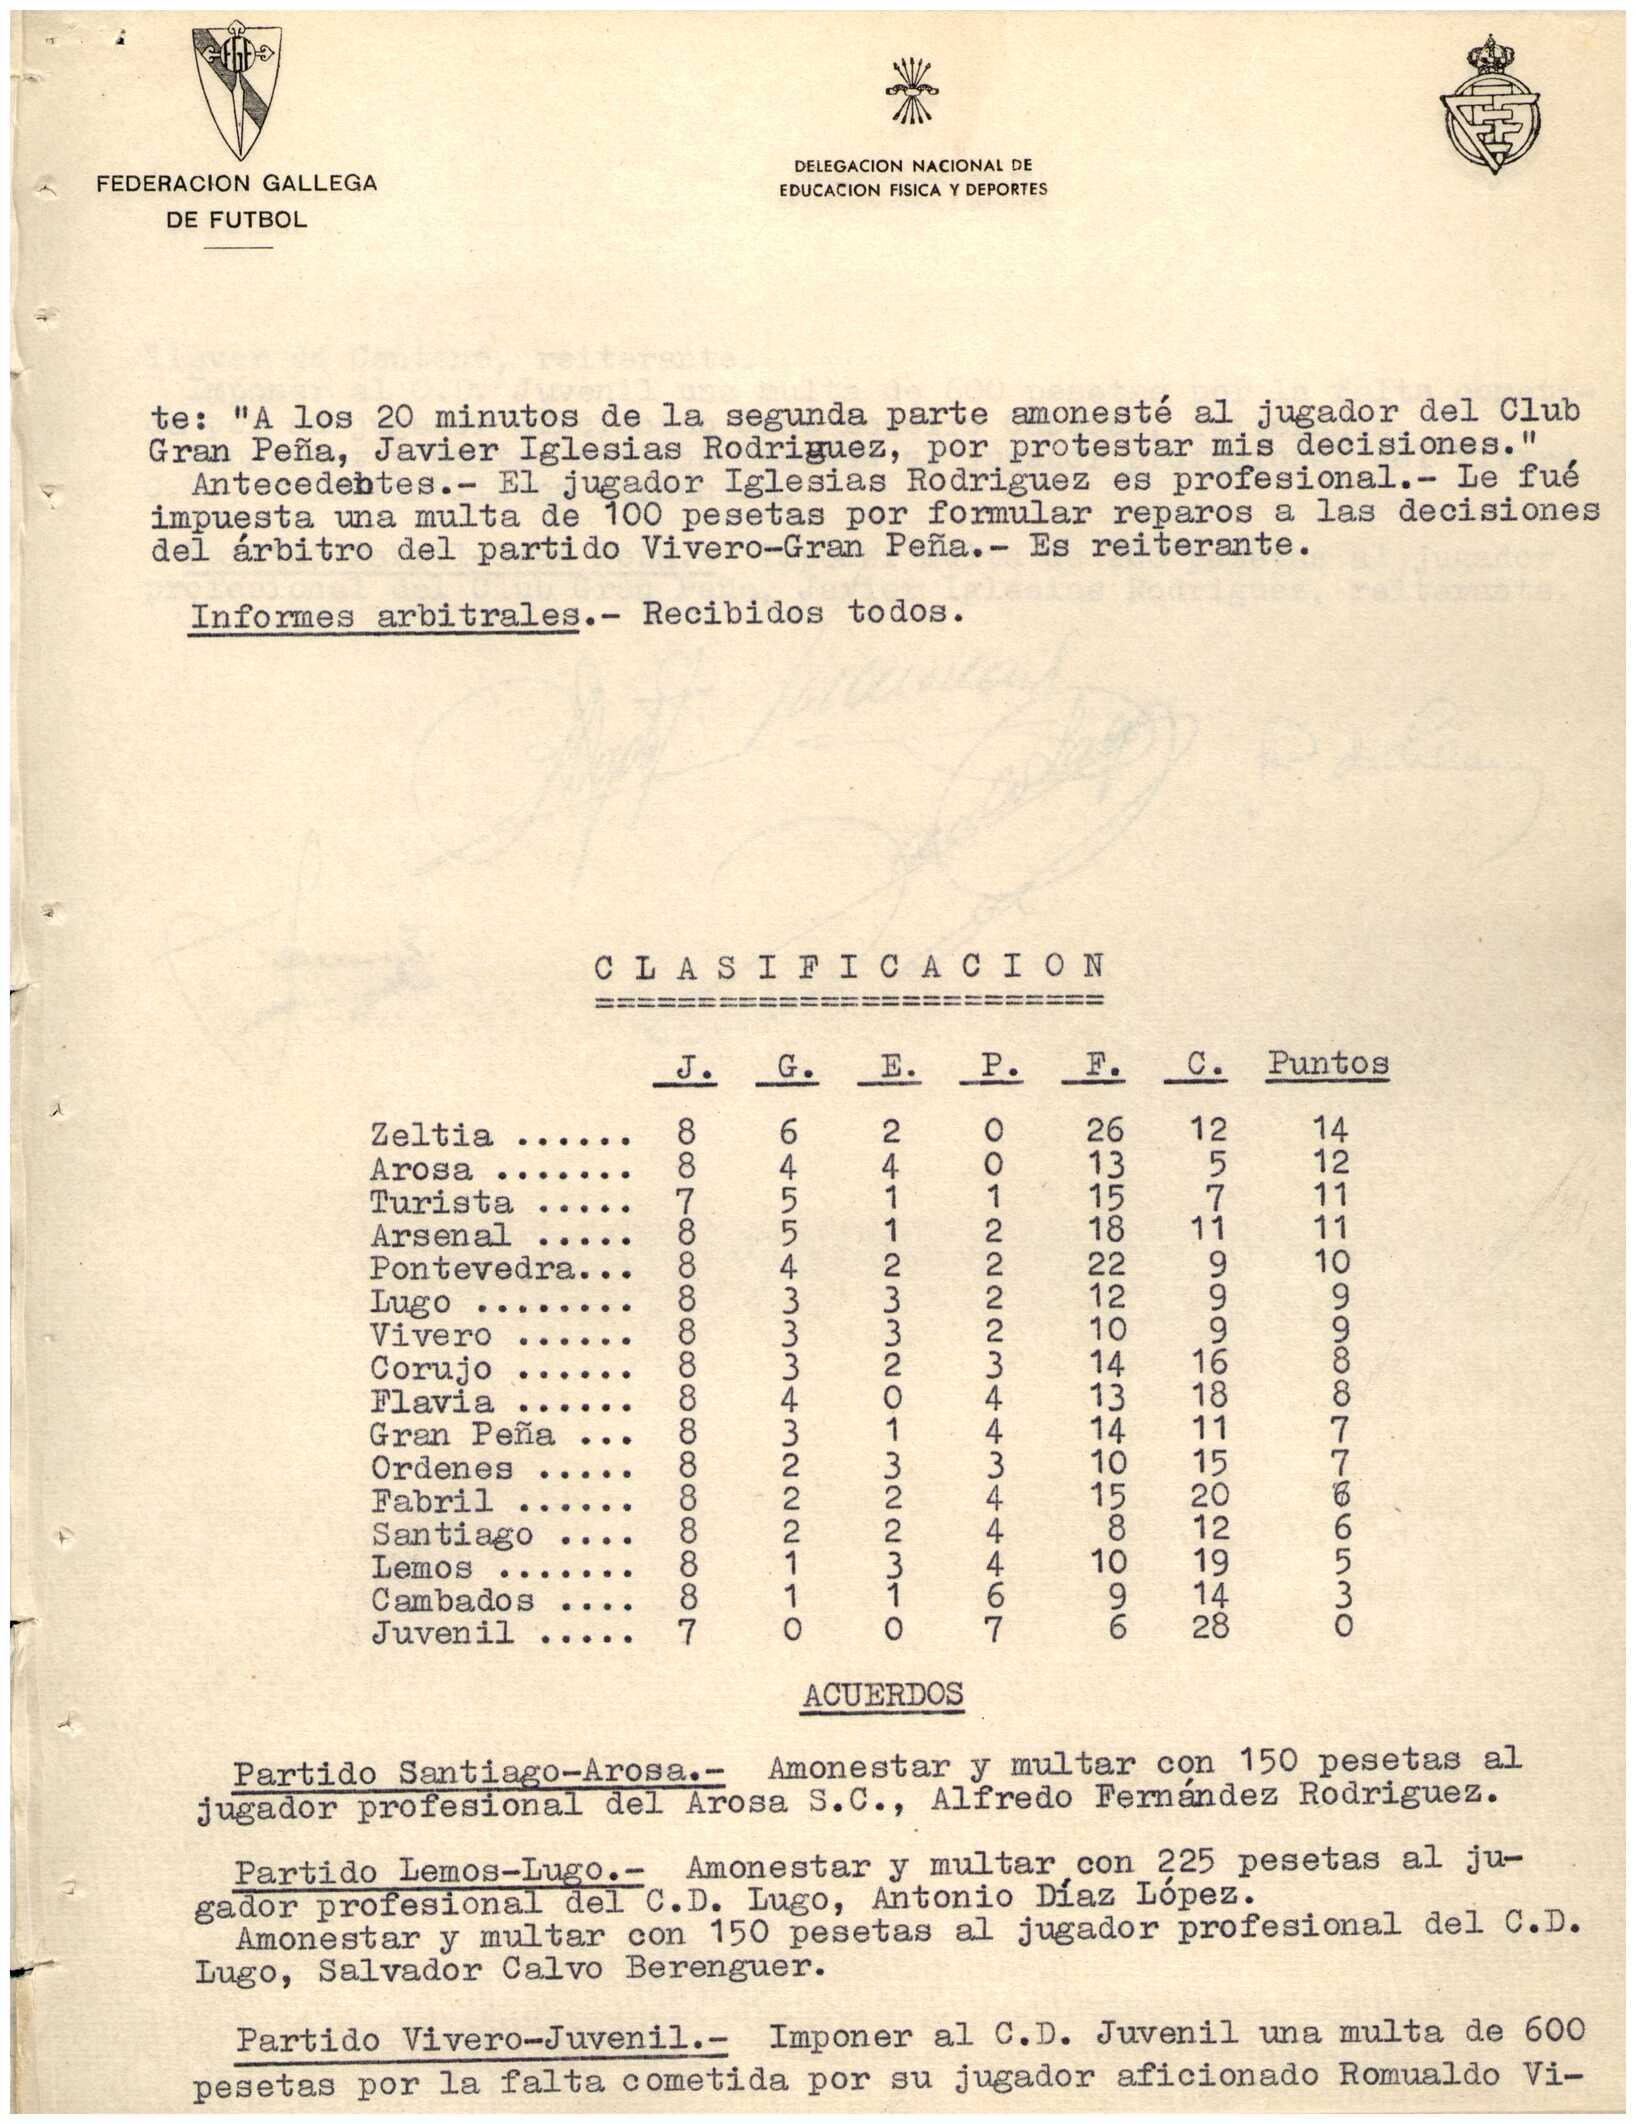 FGF
FEDERACION GALLEGA
DE FUTBOL
DELEGACION NACIONAL DE
EDUCACION FISICA Y DEPORTES
te: "A los 20 minutos de la segunda parte amonesté al jugador del Club
Gran Peña, Javier Iglesias Rodriguez, por protestar mis decisiones."
Antecedentes.- El jugador Iglesias Rodriguez es profesional.- Le fué
impuesta una multa de 100 pesetas por formular reparos a las decisiones
del árbitro del partido Vivero-Gran Peña.- Es reiterante.
Informes arbitrales.- Recibidos todos.
C L A S I F I C A C I O N
=========================
J. G. E. P. F. C. Puntos
Zeltia ...... 8 6 2 0 26 12 14
Arosa ....... 8 4 4 0 13 5 12
Turista ..... 7 5 1 1 15 7 11
Arsenal ..... 8 5 1 2 18 11 11
Pontevedra... 8 4 2 2 22 9 10
Lugo ........ 8 3 3 2 12 9 9
Vivero ...... 8 3 3 2 10 9 9
Corujo ...... 8 3 2 3 14 16 8
Flavia ...... 8 4 0 4 13 18 8
Gran Peña ... 8 3 1 4 14 11 7
Ordenes ..... 8 2 3 3 10 15 7
Fabril ...... 8 2 2 4 15 20 6
Santiago .... 8 2 2 4 8 12 6
Lemos ....... 8 1 3 4 10 19 5
Cambados .... 8 1 1 6 9 14 3
Juvenil ..... 7 0 0 7 6 28 0
ACUERDOS
Partido Santiago-Arosa.- Amonestar y multar con 150 pesetas al
jugador profesional del Arosa S.C., Alfredo Fernández Rodriguez.
Partido Lemos-Lugo.- Amonestar y multar con 225 pesetas al ju-
gador profesional del C.D. Lugo, Antonio Díaz López.
Amonestar y multar con 150 pesetas al jugador profesional del C.D.
Lugo, Salvador Calvo Berenguer.
Partido Vivero-Juvenil.- Imponer al C.D. Juvenil una multa de 600
pesetas por la falta cometida por su jugador aficionado Romualdo Vi-